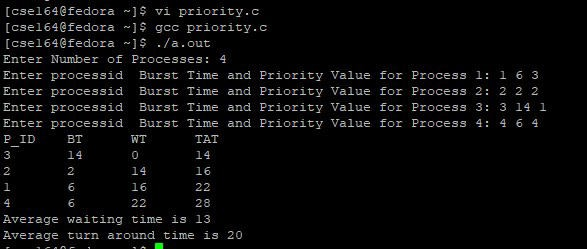 [cse164@fedora ~]$ vi priority.c
[cse164@fedora ~]$ gcc priority.c
[cse164@fedora ~]$ ./a.out
Enter Number of Processes: 4
Enter processid  Burst Time and Priority Value for Process 1: 1 6 3
Enter processid  Burst Time and Priority Value for Process 2: 2 2 2
Enter processid  Burst Time and Priority Value for Process 3: 3 14 1
Enter processid  Burst Time and Priority Value for Process 4: 4 6 4
P_ID    BT      WT      TAT
3       14      0       14
2       2       14      16
1       6       16      22
4       6       22      28
Average waiting time is 13
Average turn around time is 20
[cse164@fedora ~]$